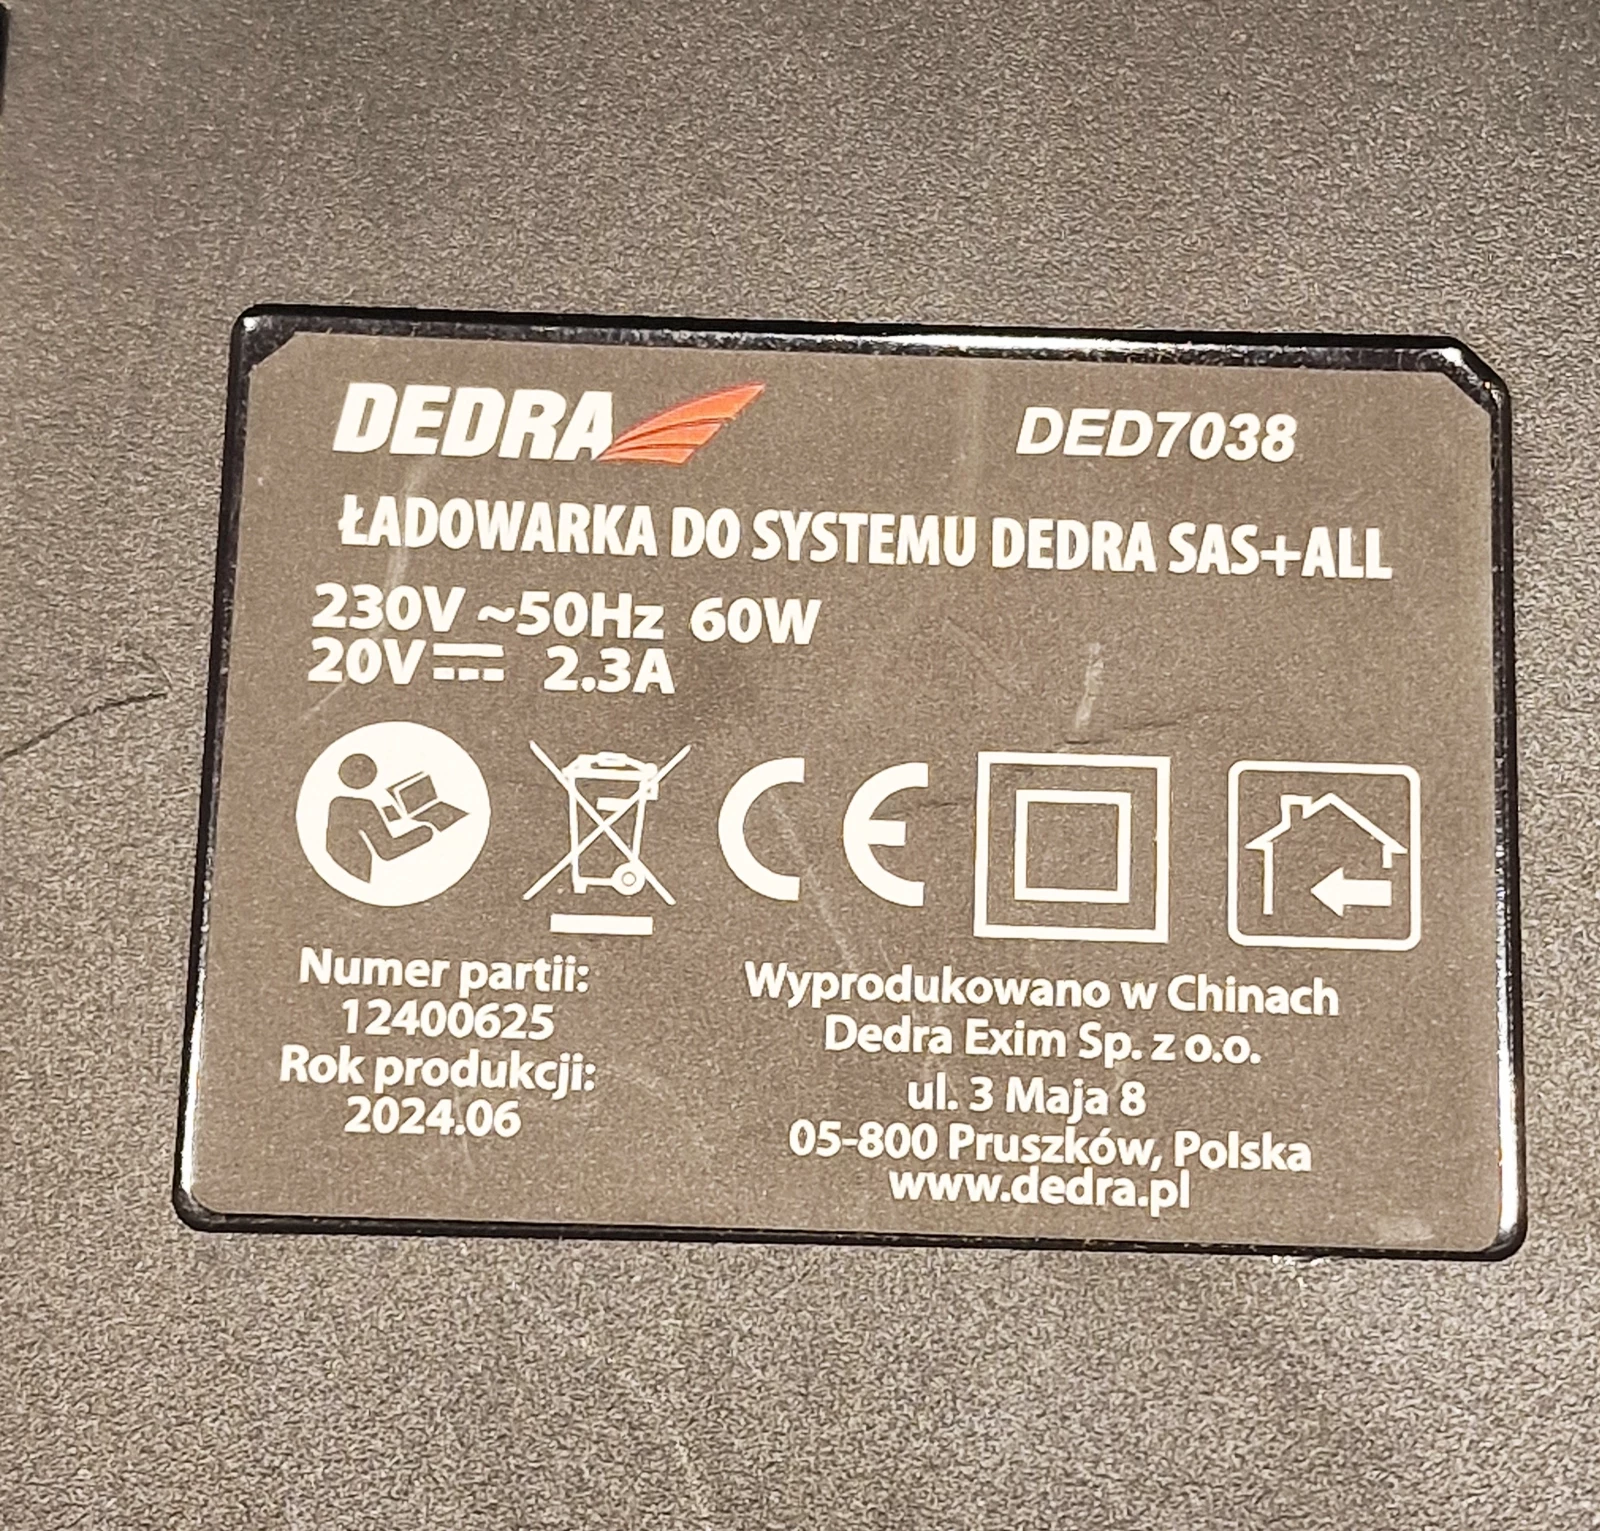 DEDRA DED7038
ŁADOWARKA DO SYSTEMU DEDRA SAS+ALL
230V ~50Hz 60W
20V 2.3A
CE
Numer partii:
12400625
Rok produkcji:
2024.06
Wyprodukowano w Chinach
Dedra Exim Sp. z o.o.
ul. 3 Maja 8
05-800 Pruszków, Polska
www.dedra.pl